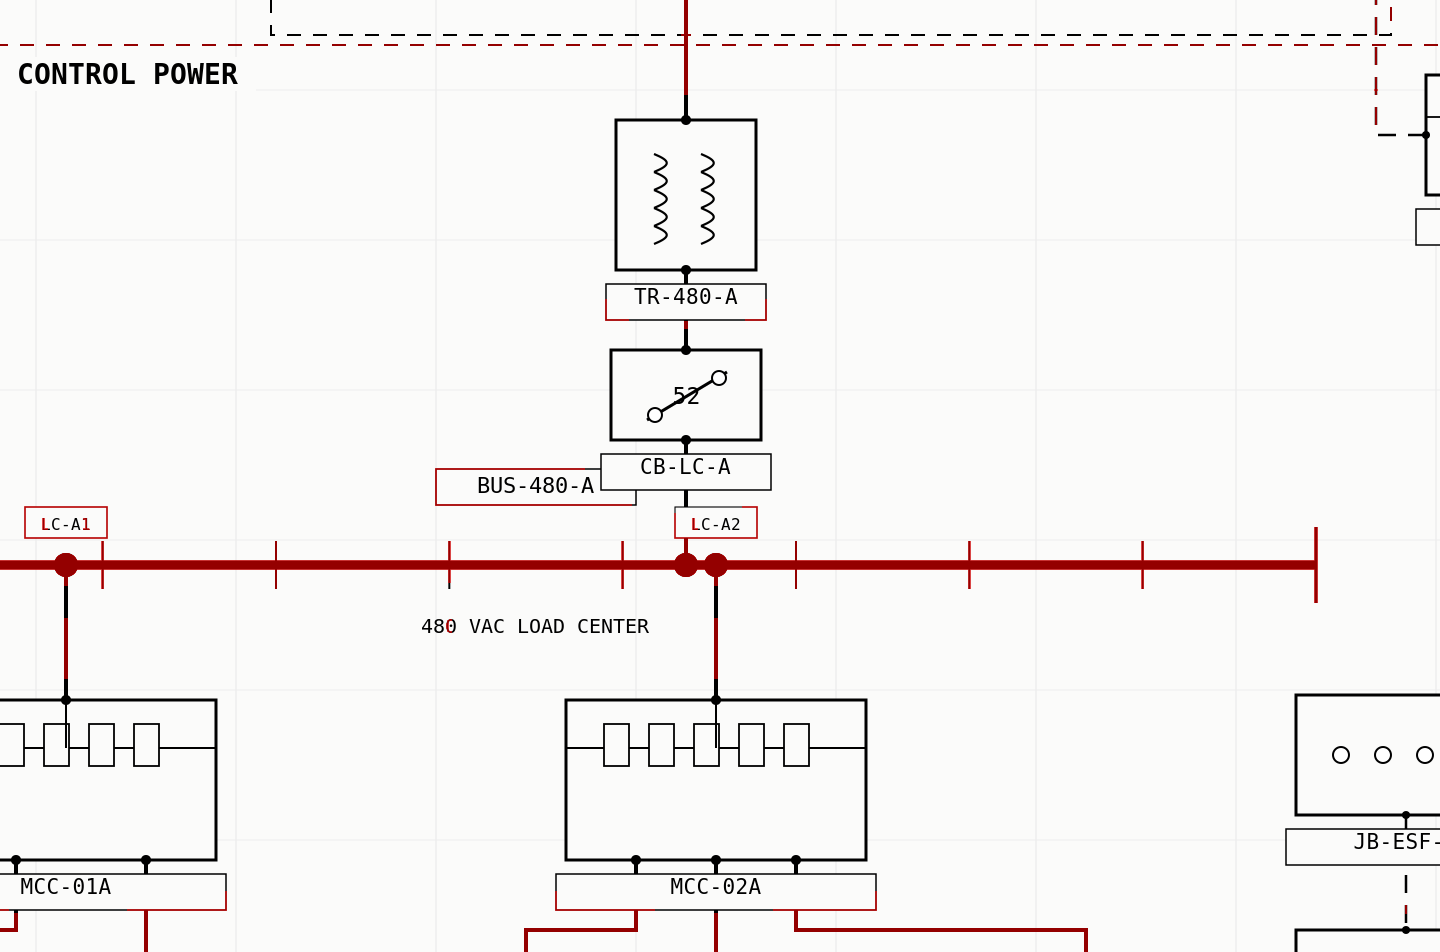 CONTROL POWER
TR-480-A
52
CB-LC-A
BUS-480-A
LC-A1
LC-A2
480 VAC LOAD CENTER
JB-ESF-
MCC-01A
MCC-02A